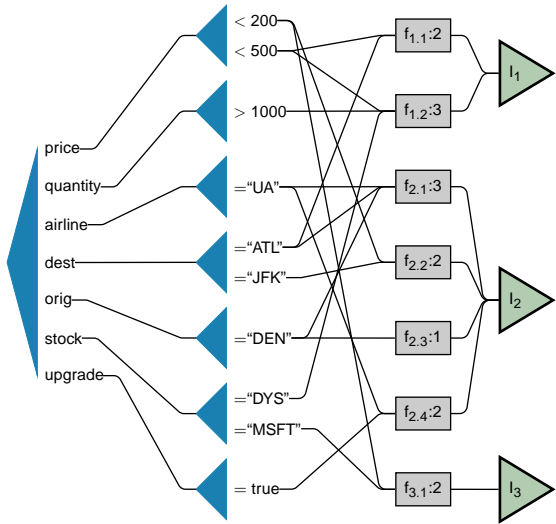 price
quantity
airline
dest
orig
stock
upgrade
< 200
< 500
> 1000
=“UA”
=“ATL”
=“JFK”
=“DEN”
=“DYS”
=“MSFT”
= true
f1.1:2
f1.2:3
f2.1:3
f2.2:2
f2.3:1
f2.4:2
f3.1:2
I1
I2
I3